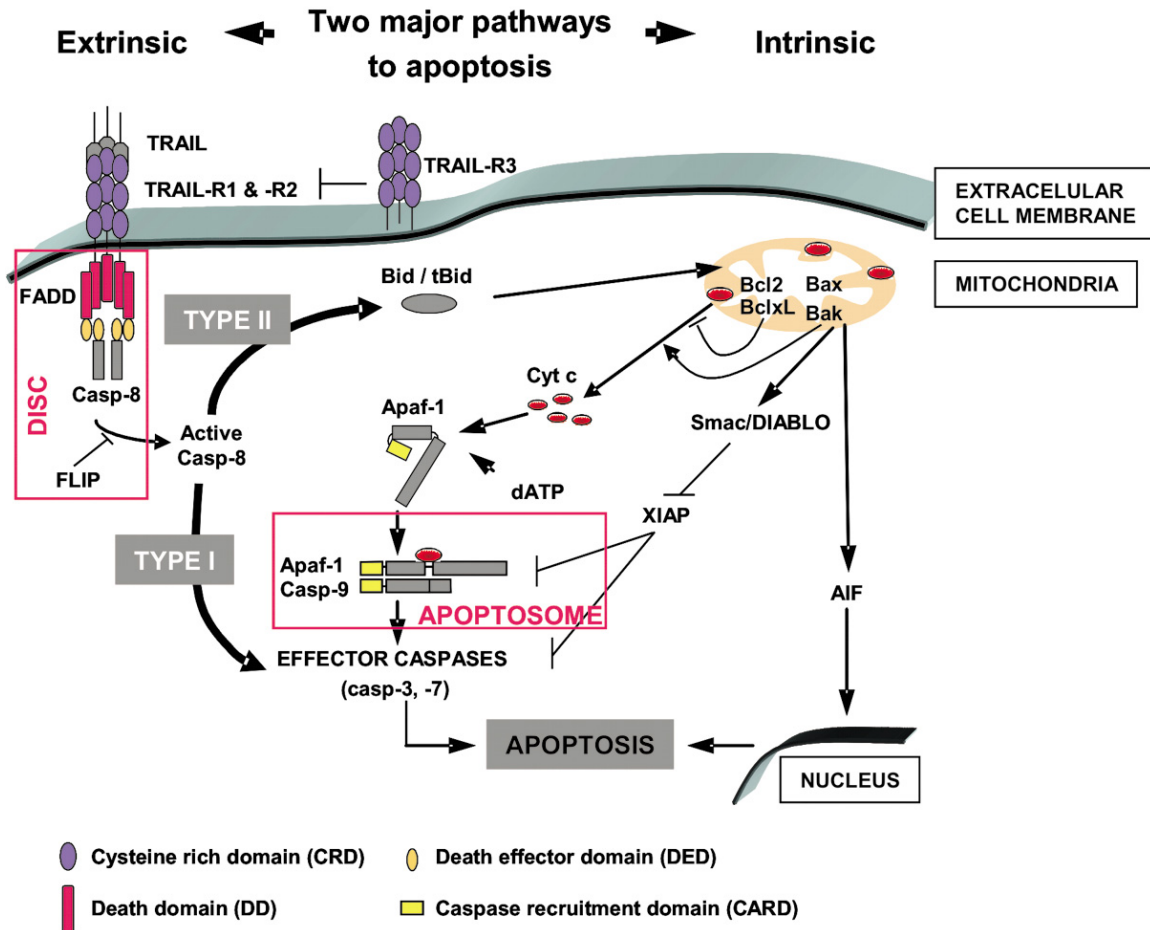 Extrinsic
Two major pathways
to apoptosis
Intrinsic
TRAIL
TRAIL-R3
TRAIL-R1 & -R2
EXTRACELULAR
CELL MEMBRANE
MITOCHONDRIA
FADD
DISC
Casp-8
FLIP
Active
Casp-8
TYPE II
TYPE I
Bid / tBid
Bcl2
BclxL
Bax
Bak
Cyt c
Smac/DIABLO
Apaf-1
dATP
XIAP
Apaf-1
Casp-9
APOPTOSOME
AIF
EFFECTOR CASPASES
(casp-3, -7)
APOPTOSIS
NUCLEUS
Cysteine rich domain (CRD)
Death effector domain (DED)
Death domain (DD)
Caspase recruitment domain (CARD)